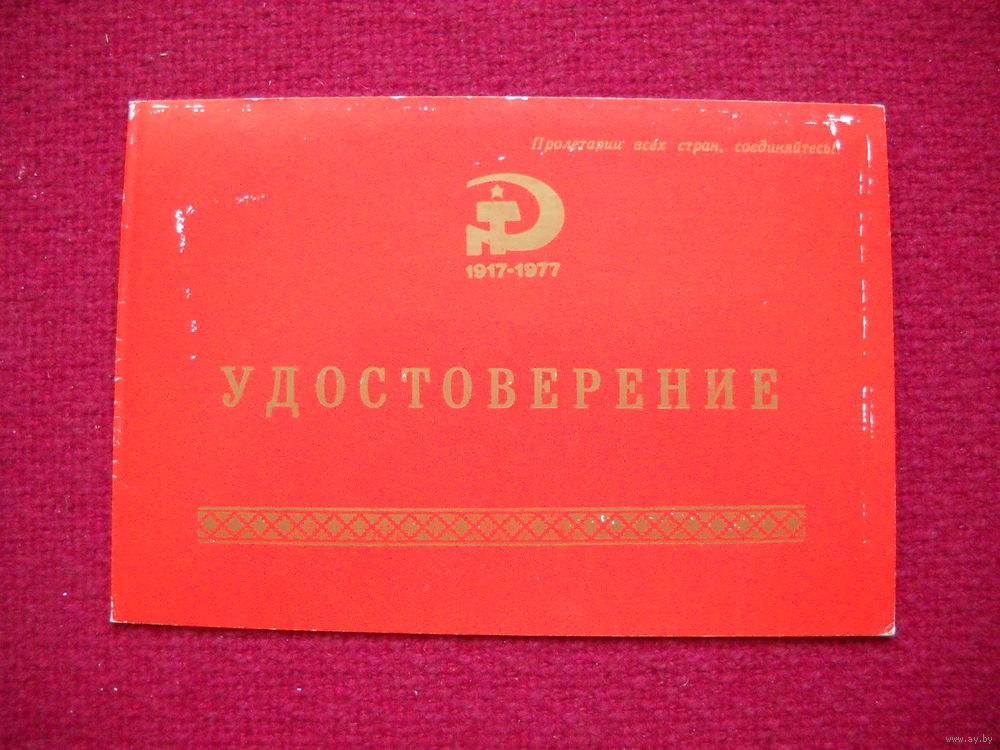 Пролетарии всех стран, соединяйтесь!
1917-1977
УДОСТОВЕРЕНИЕ
www.ay.by